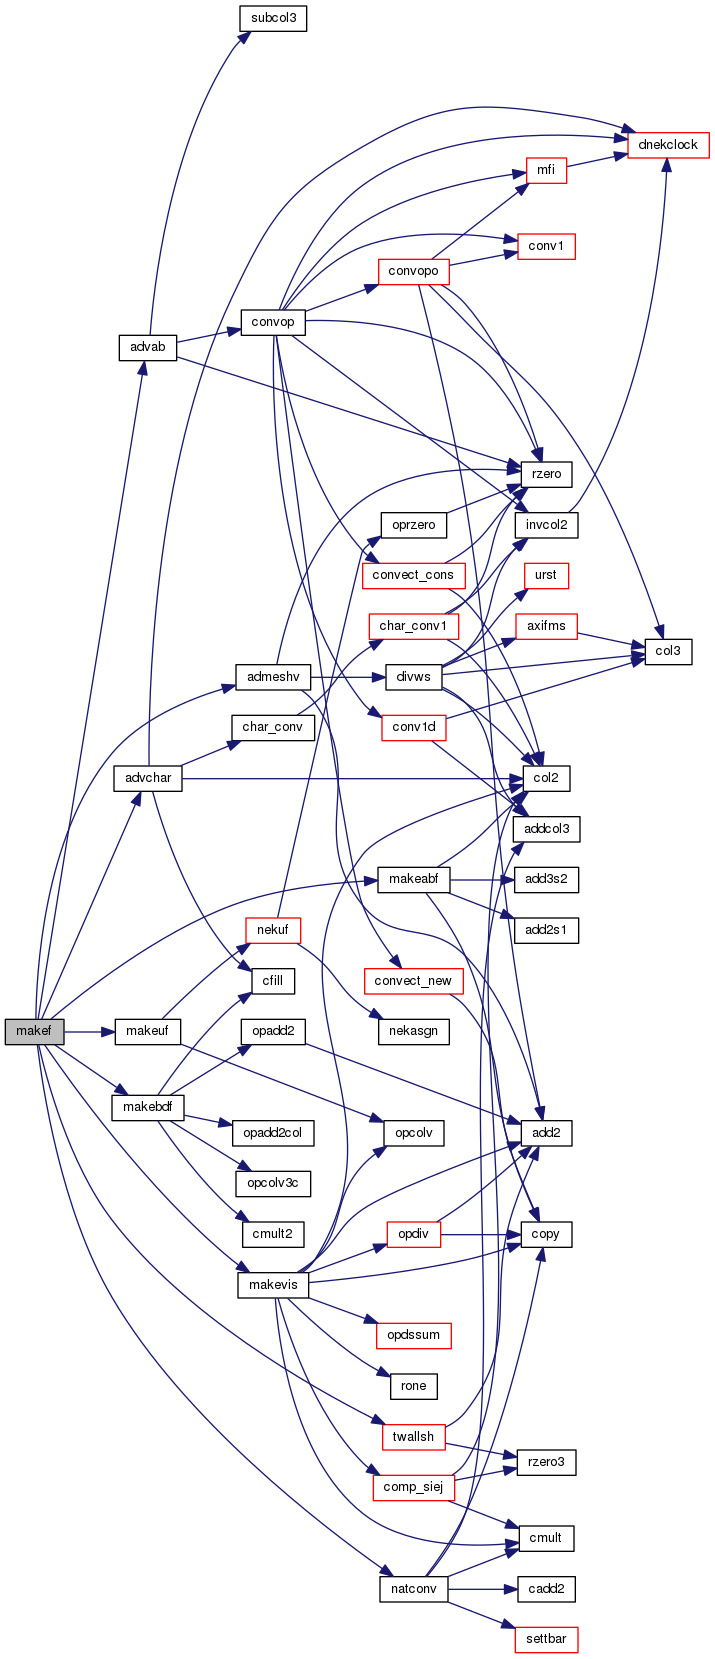 subcol3
dnekclock
mfi
conv1
convopo
convop
advab
rzero
oprzero
invcol2
convect_cons
urst
char_conv1
axifms
col3
admeshv
divws
char_conv
conv1d
advchar
col2
addcol3
makeabf
add3s2
nekuf
add2s1
cfill
convect_new
makef
makeuf
opadd2
nekasgn
makebdf
opadd2col
opcolv
add2
opcolv3c
cmult2
opdiv
copy
makevis
opdssum
rone
twallsh
rzero3
comp_siej
cmult
natconv
cadd2
settbar